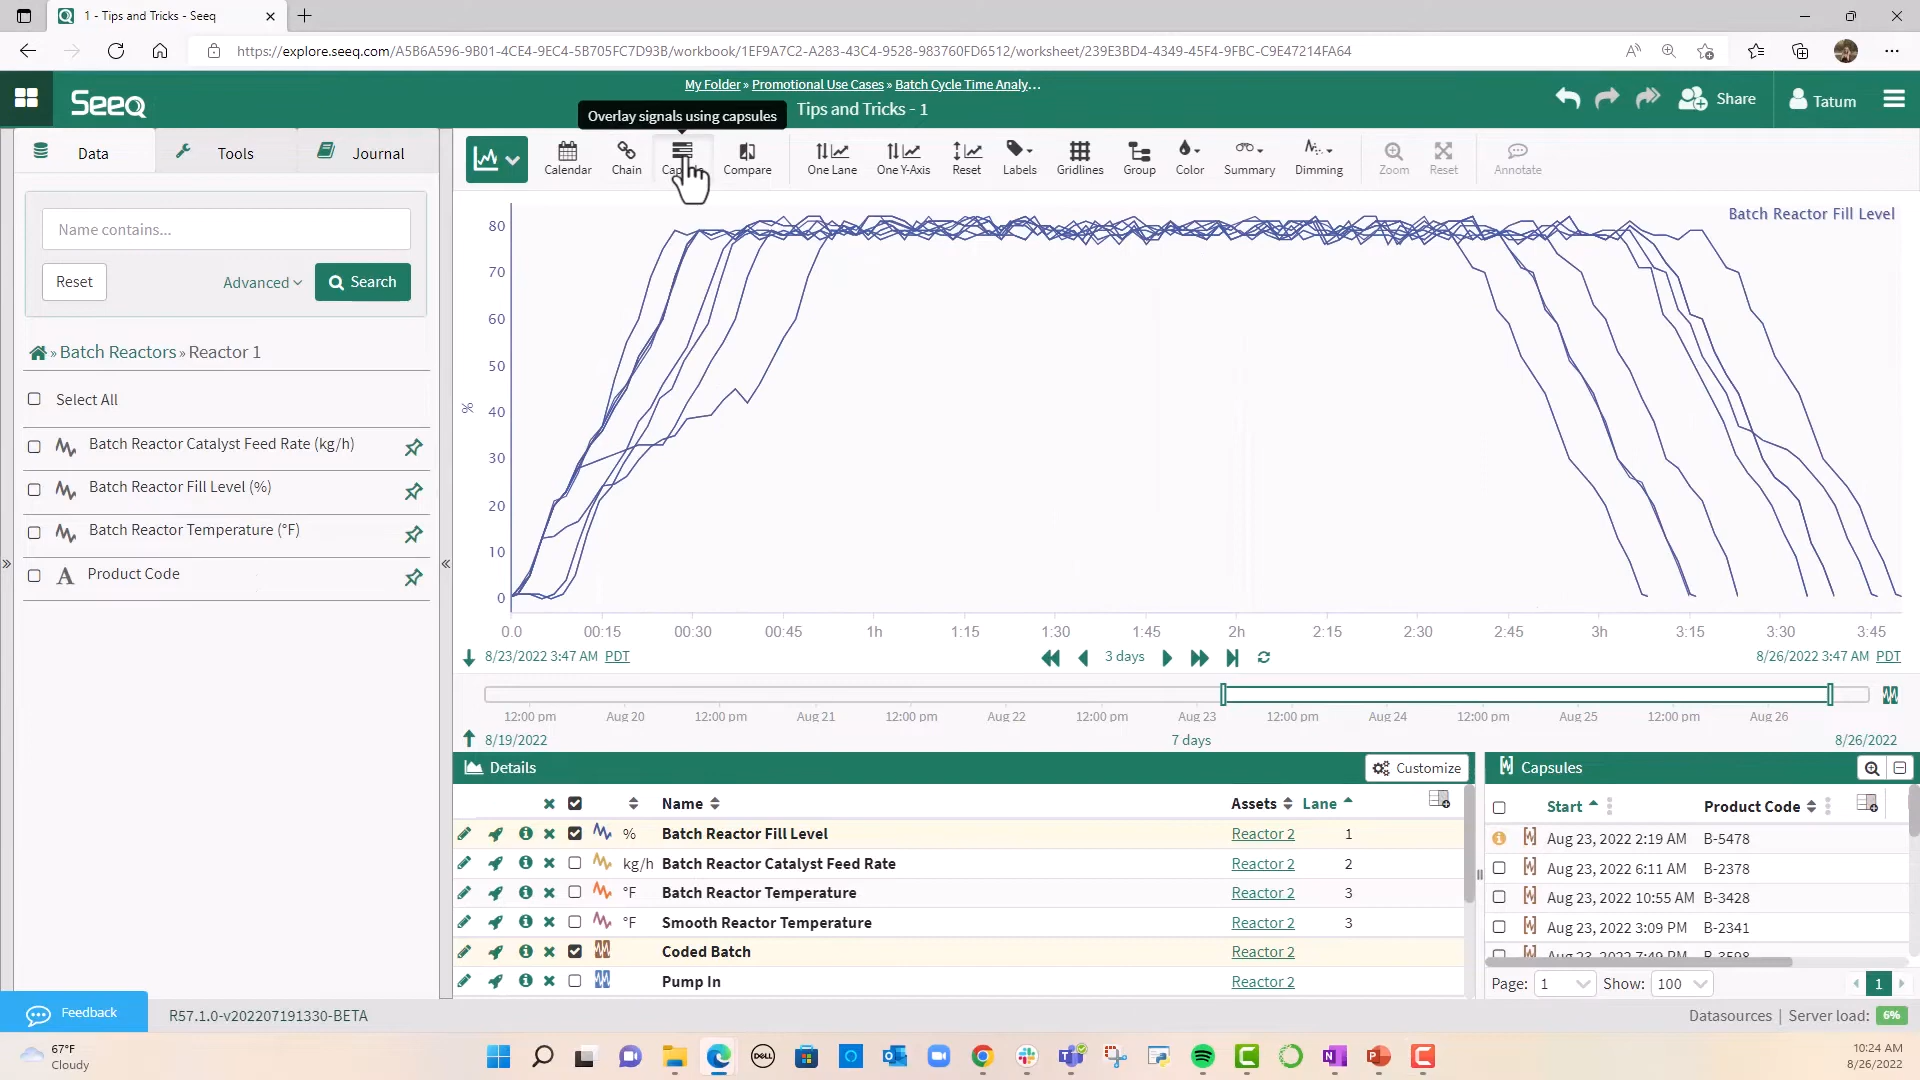 1 - Tips and Tricks - Seeq
https://explore.seeq.com/A5B6A596-9B01-4CE4-9EC4-5B705FC7D93B/workbook/1EF9A7C2-A283-43C4-9528-983760FD6512/worksheet/239E3BD4-4349-45F4-9FBC-C9E47214FA64
Seeq
My Folder » Promotional Use Cases » Batch Cycle Time Analy...
Tips and Tricks - 1
Share
Tatum
Overlay signals using capsules
Data
Tools
Journal
Calendar
Chain
Compare
One Lane
One Y-Axis
Reset
Labels
Gridlines
Group
Color
Summary
Dimming
Zoom
Reset
Annotate
Name contains...
Reset
Advanced
Search
» Batch Reactors » Reactor 1
Select All
Batch Reactor Catalyst Feed Rate (kg/h)
Batch Reactor Fill Level (%)
Batch Reactor Temperature (°F)
A Product Code
Batch Reactor Fill Level
80
70
60
50
40
30
20
10
0
%
0.0 00:15 00:30 00:45 1h 1:15 1:30 1:45 2h 2:15 2:30 2:45 3h 3:15 3:30 3:45
8/23/2022 3:47 AM PDT
3 days
8/26/2022 3:47 AM PDT
12:00 pm Aug 20 12:00 pm Aug 21 12:00 pm Aug 22 12:00 pm Aug 23 12:00 pm Aug 24 12:00 pm Aug 25 12:00 pm Aug 26
8/19/2022
7 days
8/26/2022
Details
Customize
Name
Assets
Lane
% Batch Reactor Fill Level Reactor 2 1
kg/h Batch Reactor Catalyst Feed Rate Reactor 2 2
°F Batch Reactor Temperature Reactor 2 3
°F Smooth Reactor Temperature Reactor 2 3
Coded Batch Reactor 2
Pump In Reactor 2
Capsules
Start
Product Code
Aug 23, 2022 2:19 AM B-5478
Aug 23, 2022 6:11 AM B-2378
Aug 23, 2022 10:55 AM B-3428
Aug 23, 2022 3:09 PM B-2341
Aug 23, 2022 7:49 PM B-3598
Page: 1
Show: 100
1
Feedback
R57.1.0-v202207191330-BETA
Datasources | Server load: 6%
67°F
Cloudy
DELL
10:24 AM
8/26/2022